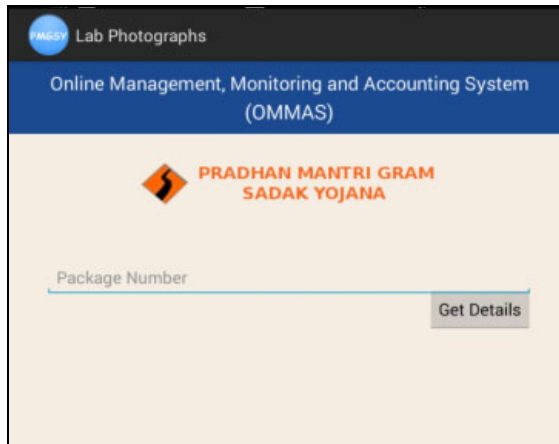 PMGSY Lab Photographs
Online Management, Monitoring and Accounting System
(OMMAS)
PRADHAN MANTRI GRAM
SADAK YOJANA
Package Number
Get Details